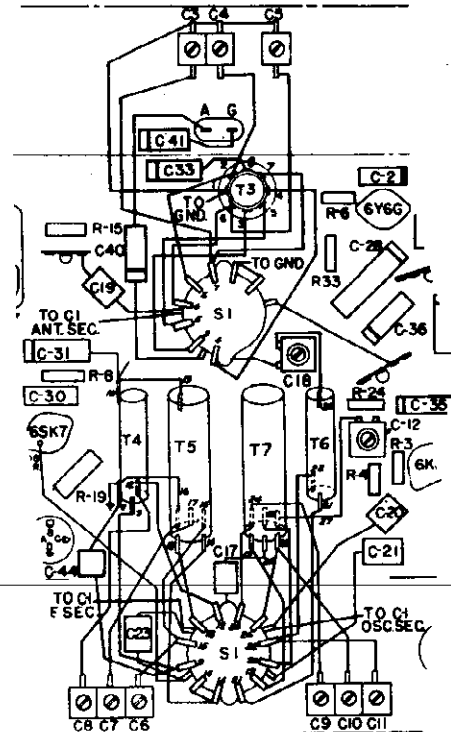 C3 C4 C5
A G
C41
C33
T3
TO GND.
C-2
R-6
6Y6G
R-15
C40
C-28
R33
C19
TO GND
S1
TO C1
ANT. SEC.
C-36
C-31
R-8
C18
C-30
R-24
C-35
C-12
6SK7
T4
T5
T7
T6
R-3
6K
R-4
R-19
C-20
C-44
C17
C-21
TO C1
F SEC.
C23
S1
TO C1
OSC. SEC.
C8 C7 C6
C9 C10 C11